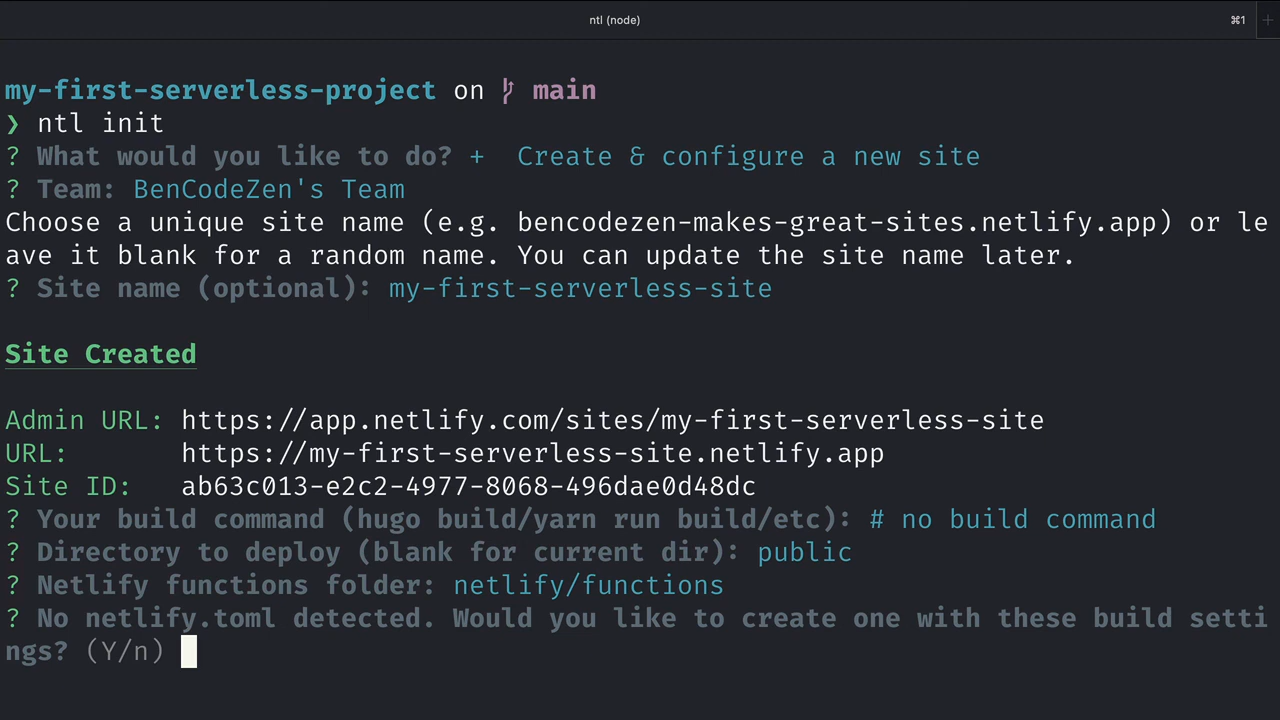 ntl (node)
⌘1
+
my-first-serverless-project on main
❯ ntl init
? What would you like to do? +  Create & configure a new site
? Team: BenCodeZen's Team
Choose a unique site name (e.g. bencodezen-makes-great-sites.netlify.app) or le
ave it blank for a random name. You can update the site name later.
? Site name (optional): my-first-serverless-site
Site Created
Admin URL: https://app.netlify.com/sites/my-first-serverless-site
URL:       https://my-first-serverless-site.netlify.app
Site ID:   ab63c013-e2c2-4977-8068-496dae0d48dc
? Your build command (hugo build/yarn run build/etc): # no build command
? Directory to deploy (blank for current dir): public
? Netlify functions folder: netlify/functions
? No netlify.toml detected. Would you like to create one with these build setti
ngs? (Y/n)